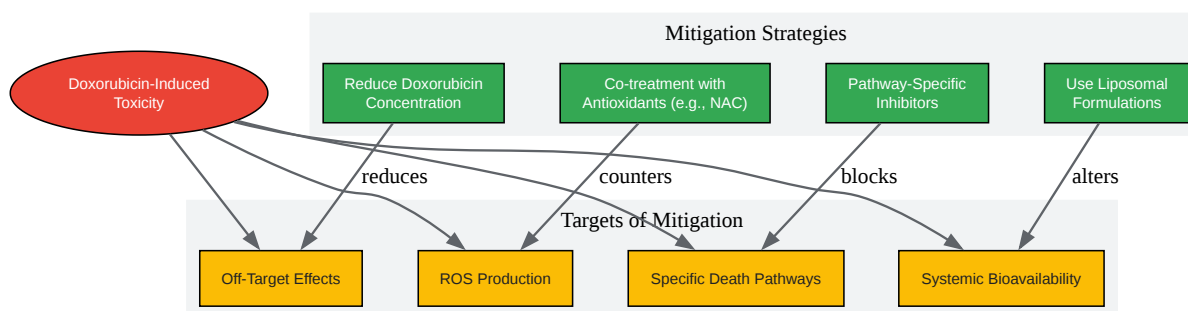 Mitigation Strategies
Doxorubicin-Induced
Toxicity
Reduce Doxorubicin
Concentration
Co-treatment with
Antioxidants (e.g., NAC)
Pathway-Specific
Inhibitors
Use Liposomal
Formulations
reduces
counters
blocks
alters
Targets of Mitigation
Off-Target Effects
ROS Production
Specific Death Pathways
Systemic Bioavailability